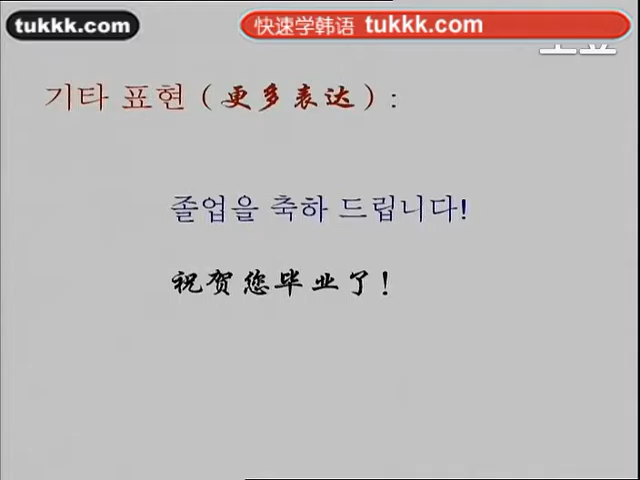 tukkk.com
快速学韩语 tukkk.com
기타 표현(更多表达):
졸업을 축하 드립니다!
祝贺您毕业了!